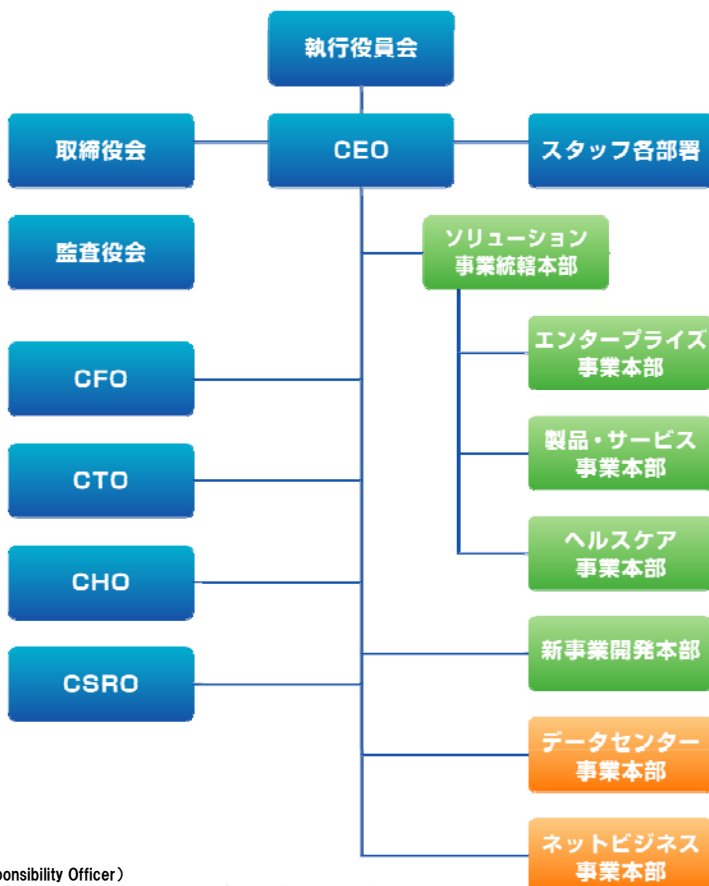 執行役員会
取締役会
CEO
スタッフ各部署
監査役会
ソリューション
事業統轄本部
エンタープライズ
事業本部
CFO
製品・サービス
事業本部
CTO
ヘルスケア
事業本部
CHO
新事業開発本部
CSRO
データセンター
事業本部
ネットビジネス
事業本部
ponsibility Officer）